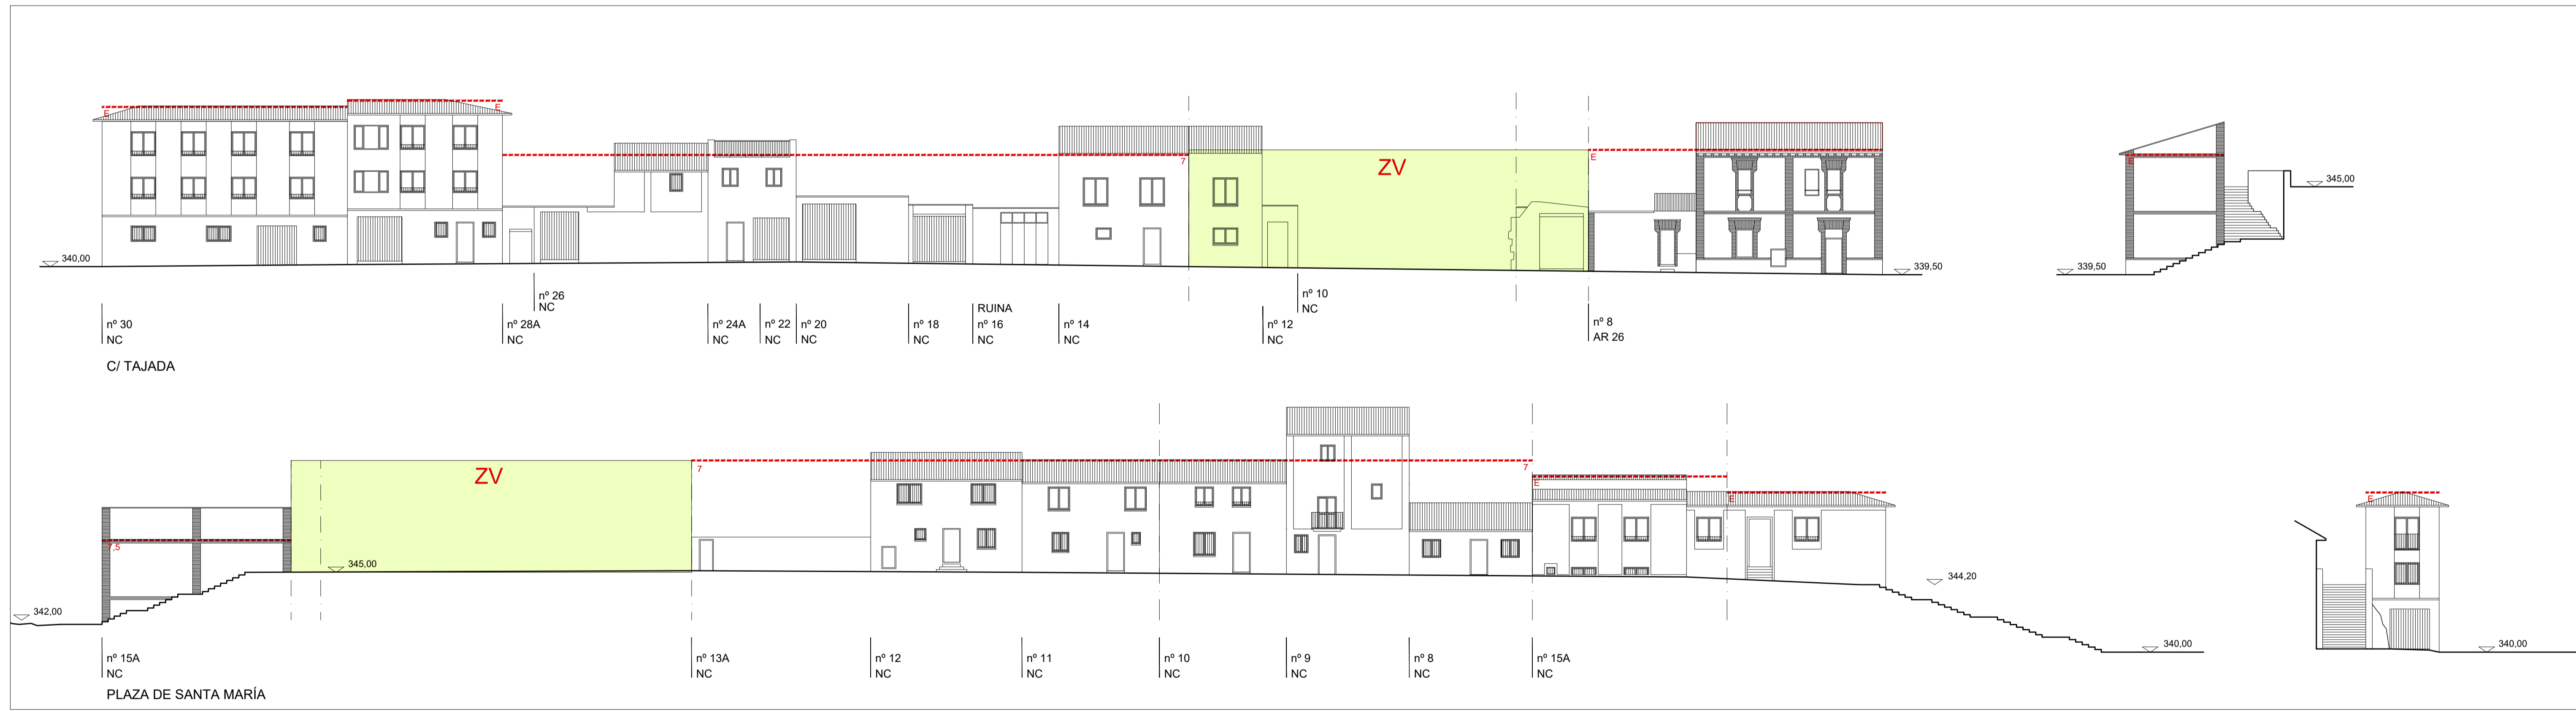 E
E
7
ZV
E
E
345,00
340,00
339,50
339,50
nº 26
NC
nº 10
NC
RUINA
nº 30
NC
nº 28A
NC
nº 24A
NC
nº 22
NC
nº 20
NC
nº 18
NC
nº 16
NC
nº 14
NC
nº 12
NC
nº 8
AR 26
C/ TAJADA
ZV
7
7
E
E
E
7,5
345,00
344,20
342,00
340,00
340,00
nº 15A
NC
nº 13A
NC
nº 12
NC
nº 11
NC
nº 10
NC
nº 9
NC
nº 8
NC
nº 15A
NC
PLAZA DE SANTA MARÍA